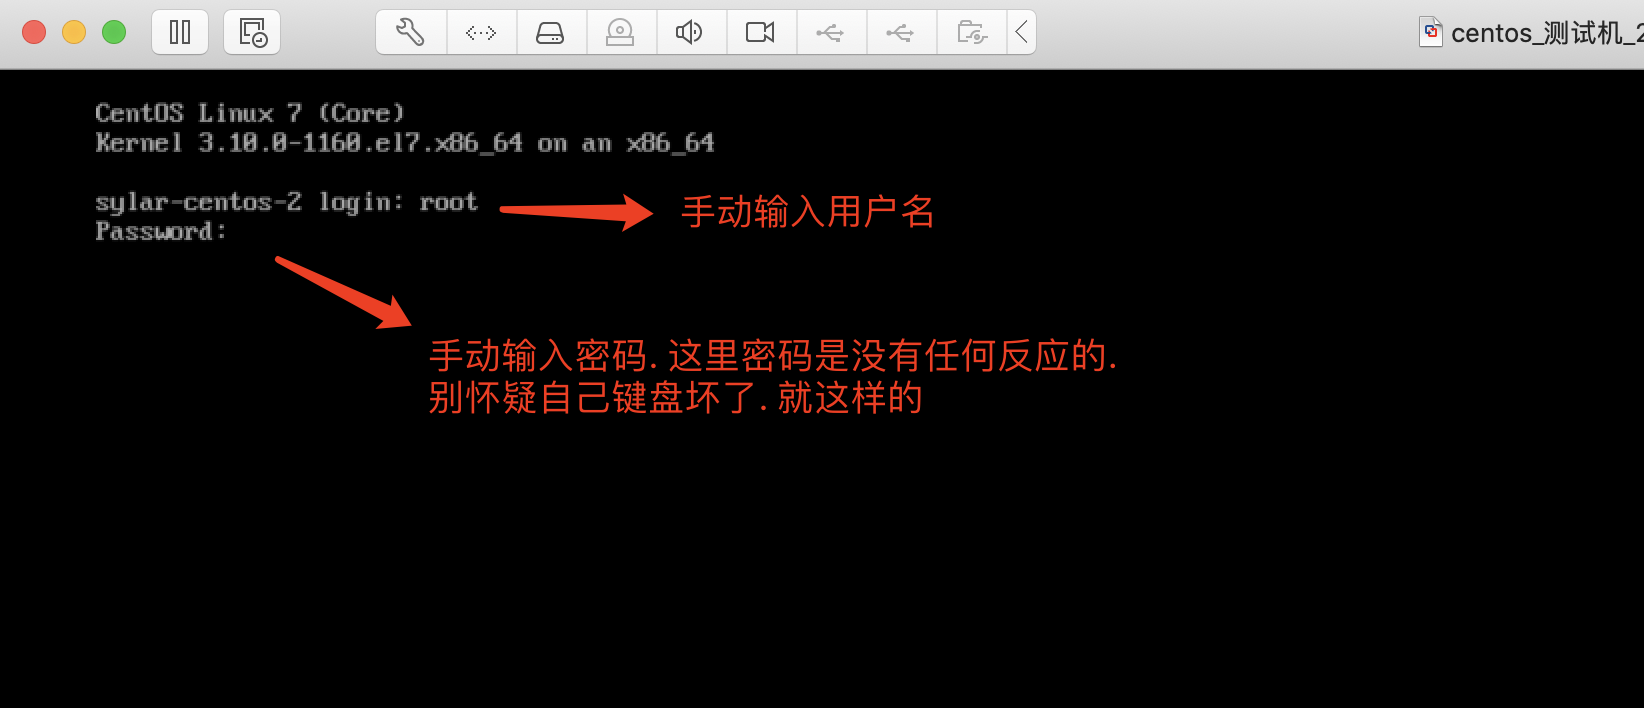 centos_测试机_2
CentOS Linux 7 (Core)
Kernel 3.10.0-1160.el7.x86_64 on an x86_64
sylar-centos-2 login: root
手动输入用户名
Password:
手动输入密码. 这里密码是没有任何反应的.
别怀疑自己键盘坏了. 就这样的